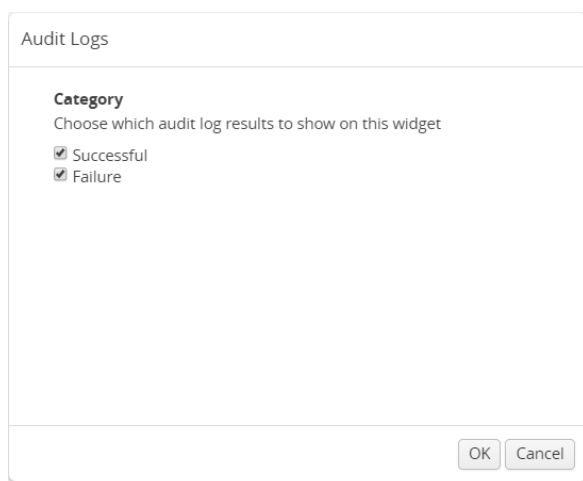 Audit Logs
Category
Choose which audit log results to show on this widget
Successful
Failure
OK Cancel